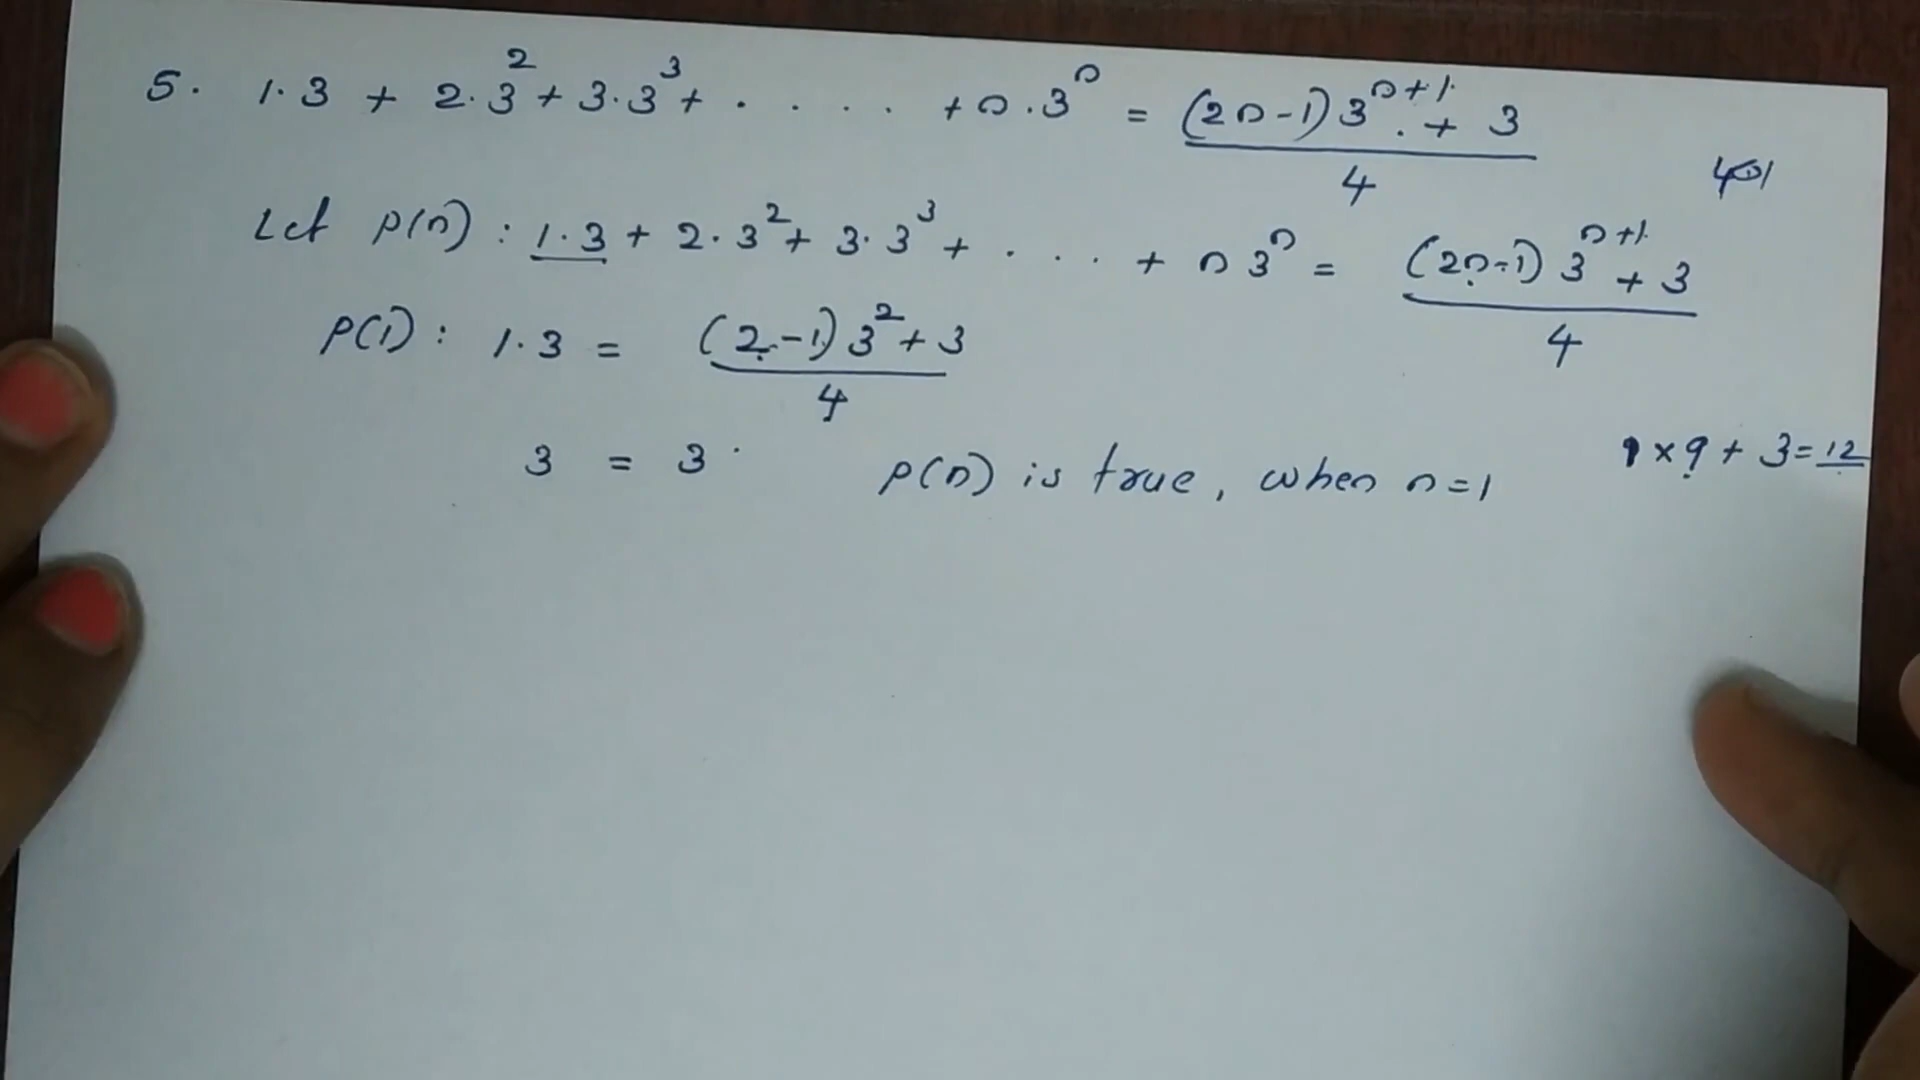 5. 1.3 + 2.3² + 3.3³ + . . . . + n.3ⁿ = (2n-1)3ⁿ⁺¹ + 3 / 4
Let P(n) : 1.3 + 2.3² + 3.3³ + . . . . + n3ⁿ = (2n-1)3ⁿ⁺¹ + 3 / 4
P(1) : 1.3 = (2-1)3² + 3 / 4
3 = 3
P(n) is true, when n=1
1×9 + 3=12